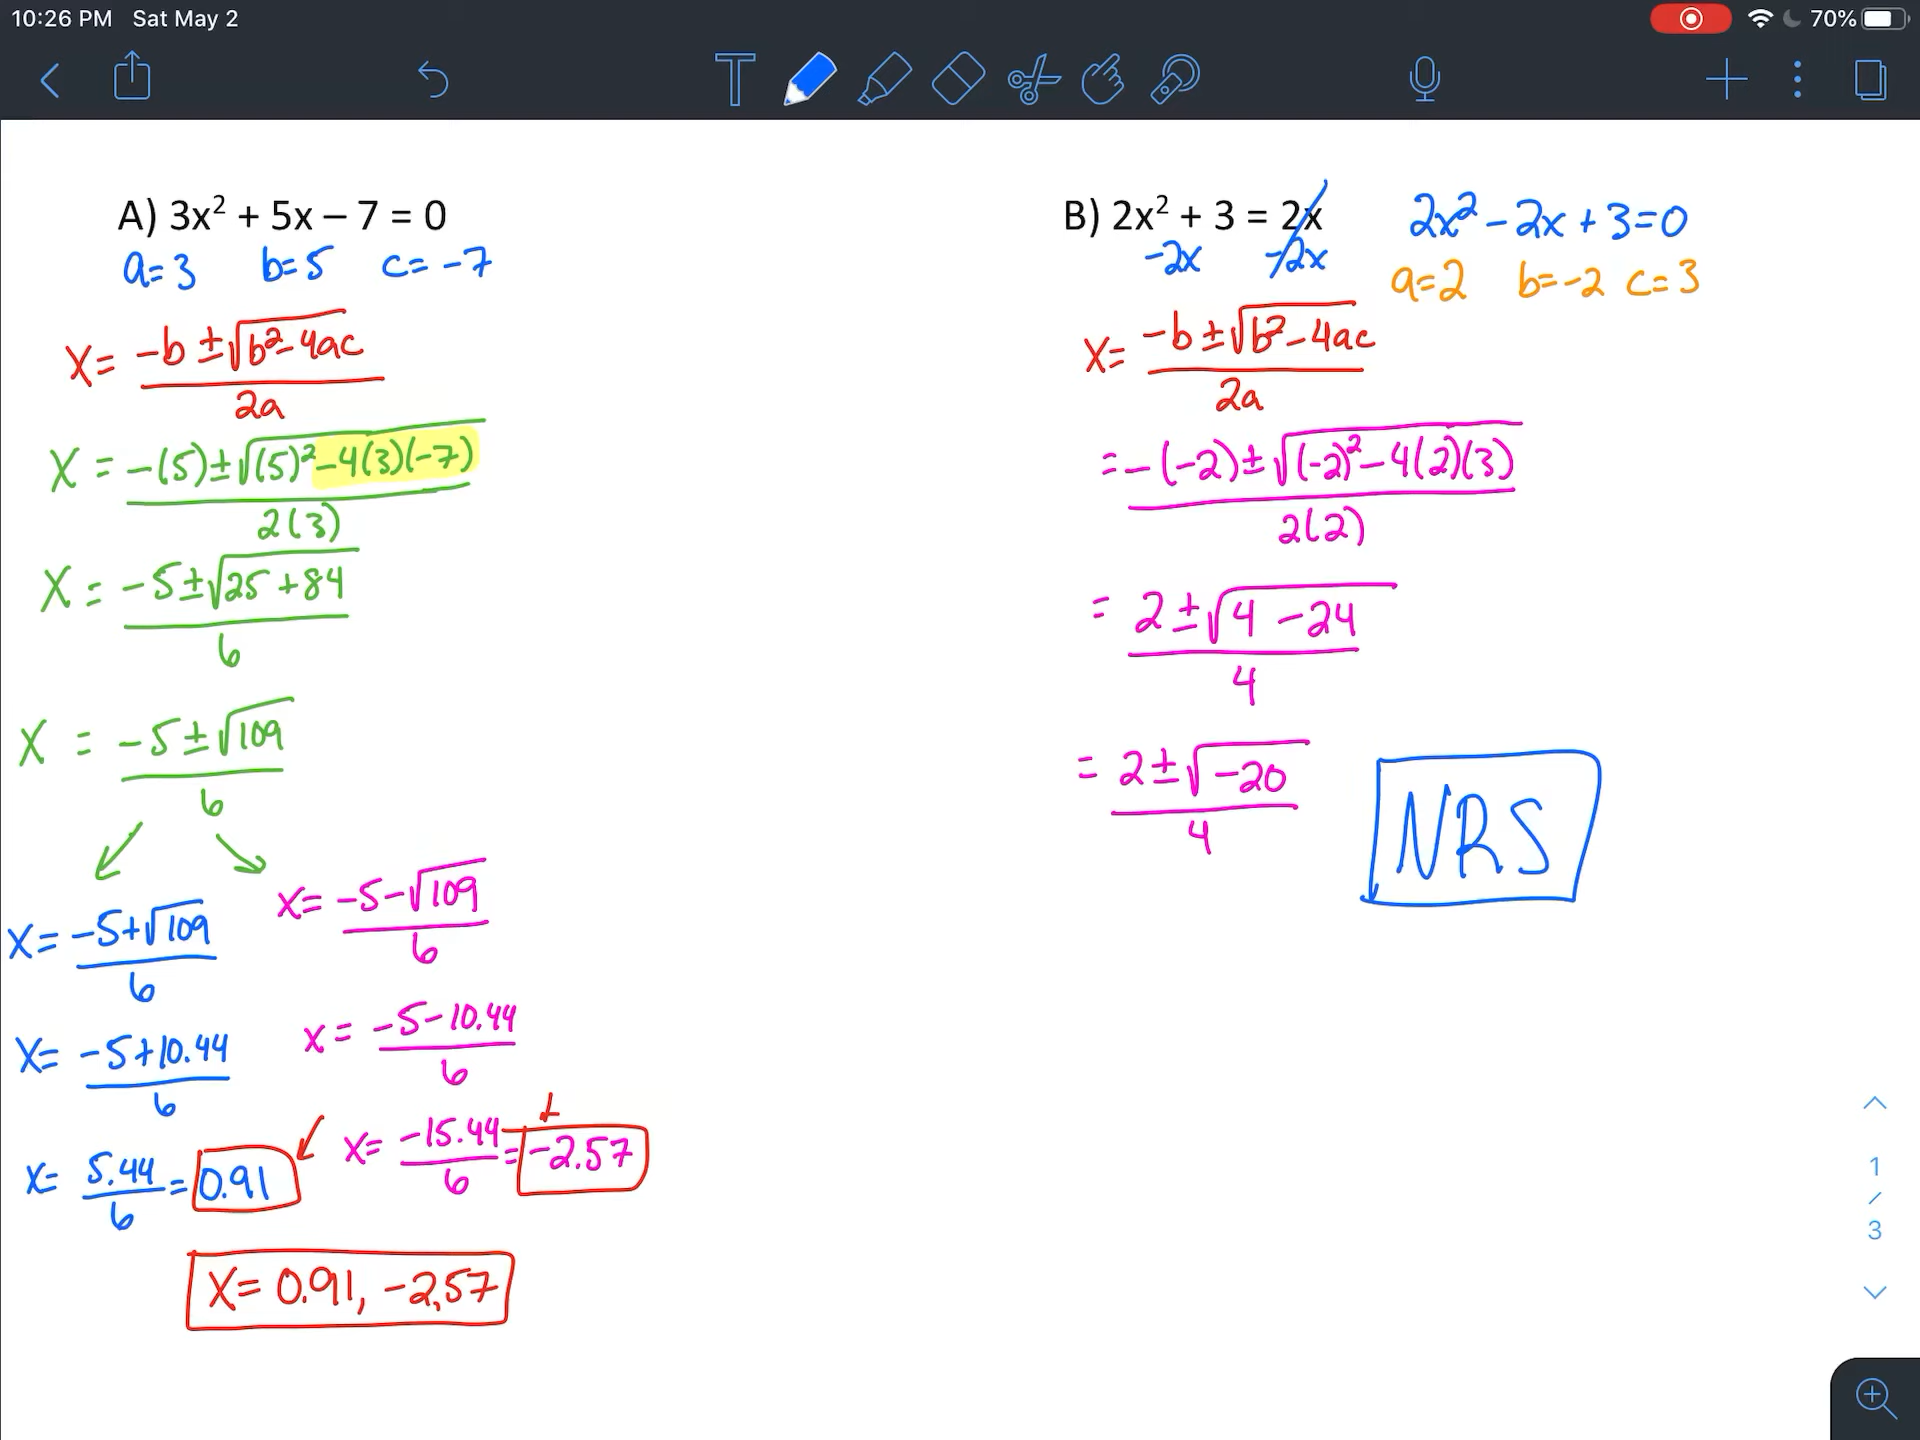 10:26 PM Sat May 2
70%
A) 3x² + 5x – 7 = 0
a=3 b=5 c=-7
x= -b ± √b²-4ac
2a
x = -(5) ± √(5)²-4(3)(-7)
2(3)
x = -5 ± √25 + 84
6
x = -5 ± √109
6
x= -5+√109
6
x= -5+10.44
6
x= 5.44 = 0.91
6
x= -5-√109
6
x = -5-10.44
6
x= -15.44 = -2.57
6
x= 0.91, -2.57
B) 2x² + 3 = 2x
-2x -2x
2x² - 2x + 3 = 0
a=2 b=-2 c=3
x= -b ± √b²-4ac
2a
= -(-2) ± √(-2)²-4(2)(3)
2(2)
= 2 ± √4 - 24
4
= 2 ± √-20
4
NRS
1
/
3